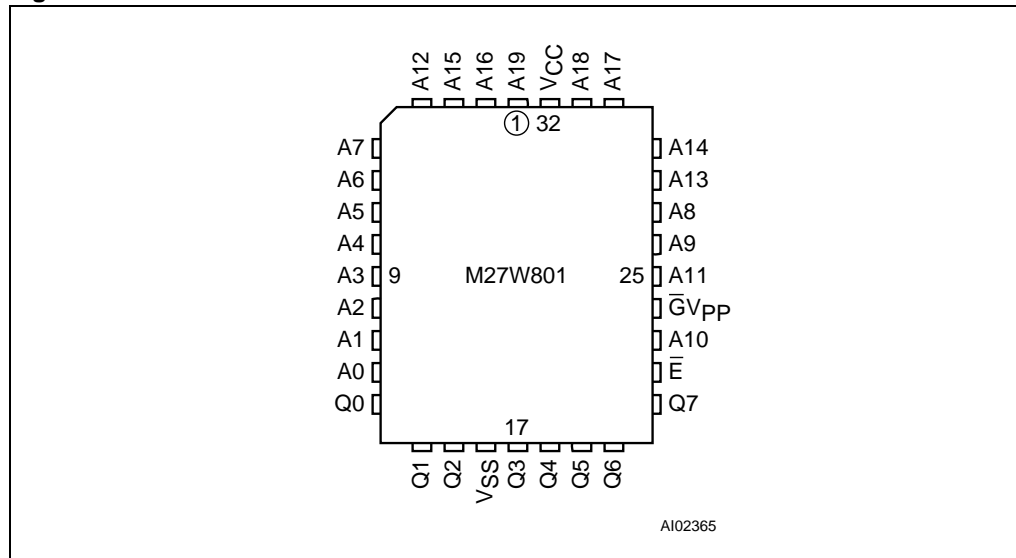 A12 A15 A16 A19 VCC A18 A17
1 32
A7 A14
A6 A13
A5 A8
A4 A9
A3 9 M27W801 25 A11
A2 G̅VPP
A1 A10
A0 E̅
Q0 Q7
17
Q1 Q2 VSS Q3 Q4 Q5 Q6
AI02365